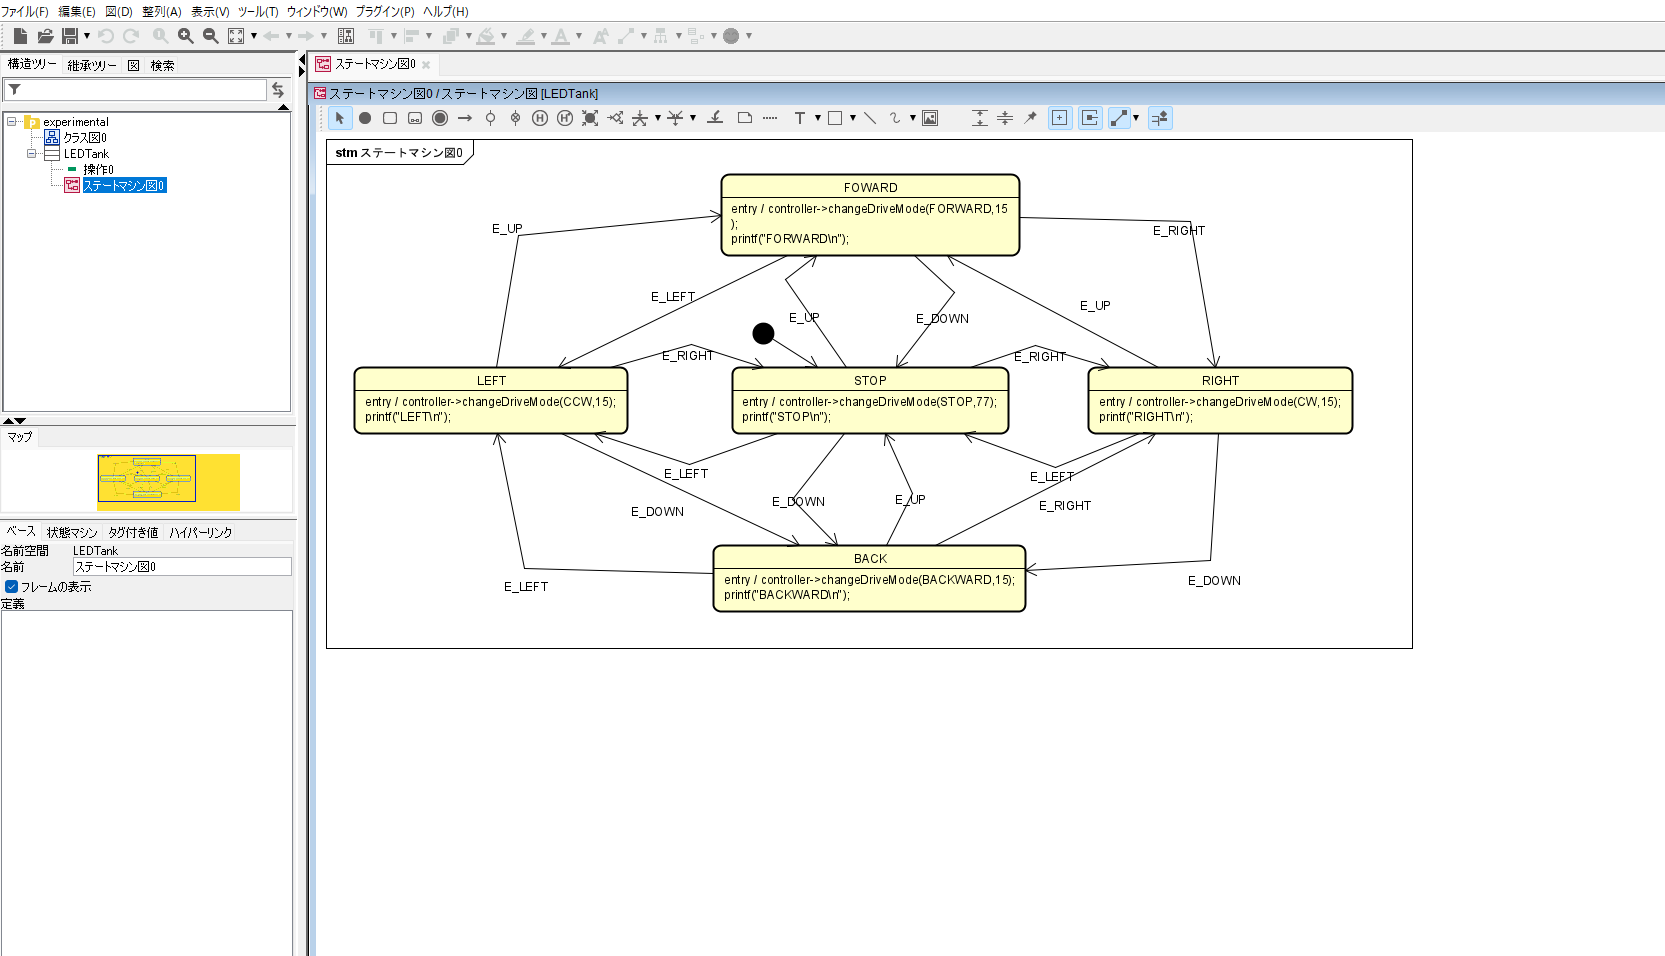 ファイル(F) 編集(E) 図(D) 整列(A) 表示(V) ツール(T) ウィンドウ(W) プラグイン(P) ヘルプ(H)
構造ツリー 継承ツリー 図 検索
experimental
クラス図0
LEDTank
操作0
ステートマシン図0
マップ
ベース 状態マシン タグ付き値 ハイパーリンク
名前空間 LEDTank
名前 ステートマシン図0
フレームの表示
定義
ステートマシン図0
ステートマシン図0 / ステートマシン図 [LEDTank]
stm ステートマシン図0
FOWARD
entry / controller->changeDriveMode(FORWARD,15
);
printf("FORWARD\n");
E_UP
E_RIGHT
E_LEFT
E_UP
E_DOWN
E_UP
E_RIGHT
E_RIGHT
LEFT
entry / controller->changeDriveMode(CCW,15);
printf("LEFT\n");
STOP
entry / controller->changeDriveMode(STOP,77);
printf("STOP\n");
RIGHT
entry / controller->changeDriveMode(CW,15);
printf("RIGHT\n");
E_LEFT
E_LEFT
E_DOWN
E_DOWN
E_UP
E_RIGHT
BACK
entry / controller->changeDriveMode(BACKWARD,15);
printf("BACKWARD\n");
E_LEFT
E_DOWN